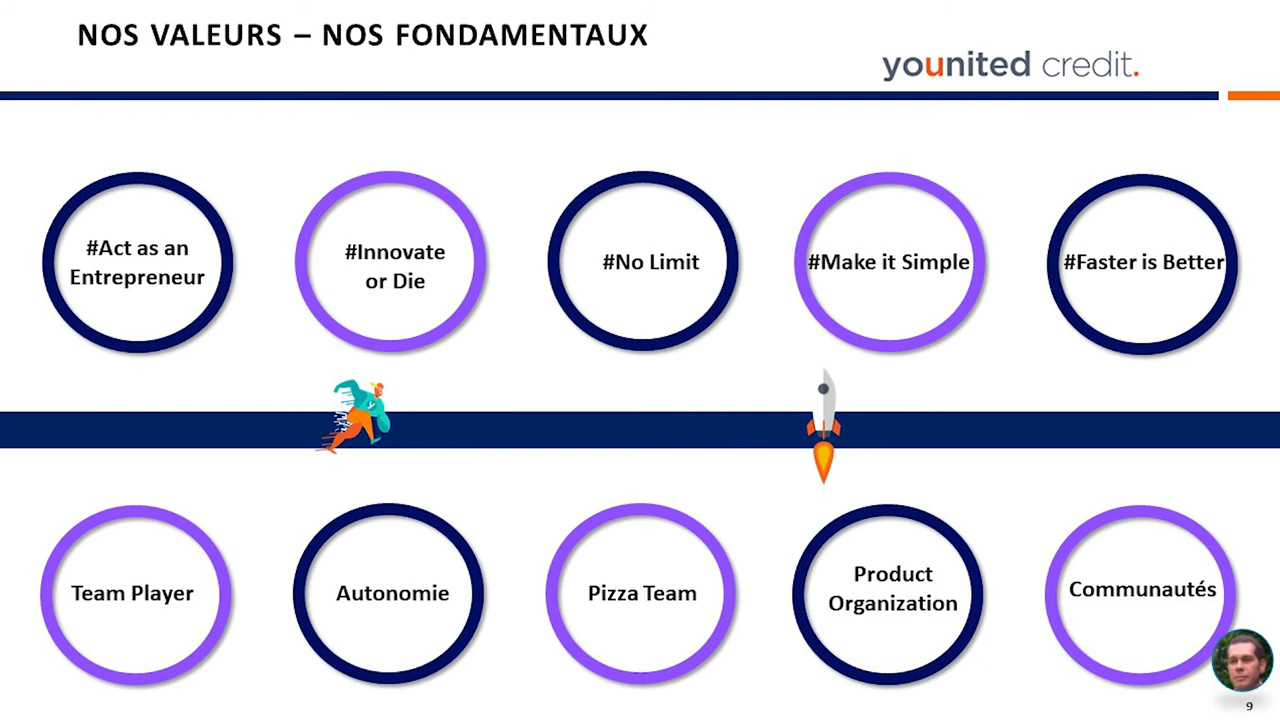 NOS VALEURS – NOS FONDAMENTAUX
younited credit.
#Act as an
Entrepreneur
#Innovate
or Die
#No Limit
#Make it Simple
#Faster is Better
Team Player
Autonomie
Pizza Team
Product
Organization
Communautés
9